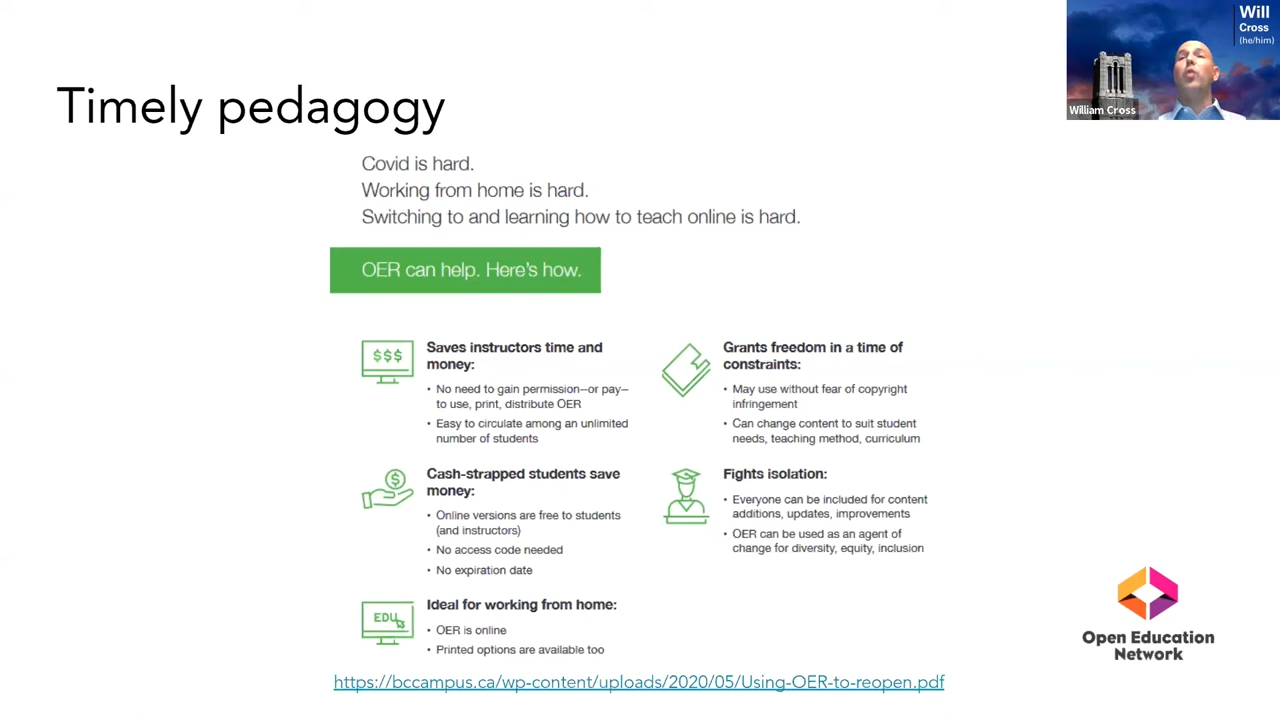 Timely pedagogy
Will
Cross
(he/him)
William Cross
Covid is hard.
Working from home is hard.
Switching to and learning how to teach online is hard.
OER can help. Here's how.
$$$
Saves instructors time and
money:
• No need to gain permission—or pay—
to use, print, distribute OER
• Easy to circulate among an unlimited
number of students
$
Cash-strapped students save
money:
• Online versions are free to students
(and instructors)
• No access code needed
• No expiration date
EDU
Ideal for working from home:
• OER is online
• Printed options are available too
Grants freedom in a time of
constraints:
• May use without fear of copyright
infringement
• Can change content to suit student
needs, teaching method, curriculum
Fights isolation:
• Everyone can be included for content
additions, updates, improvements
• OER can be used as an agent of
change for diversity, equity, inclusion
Open Education
Network
https://bccampus.ca/wp-content/uploads/2020/05/Using-OER-to-reopen.pdf